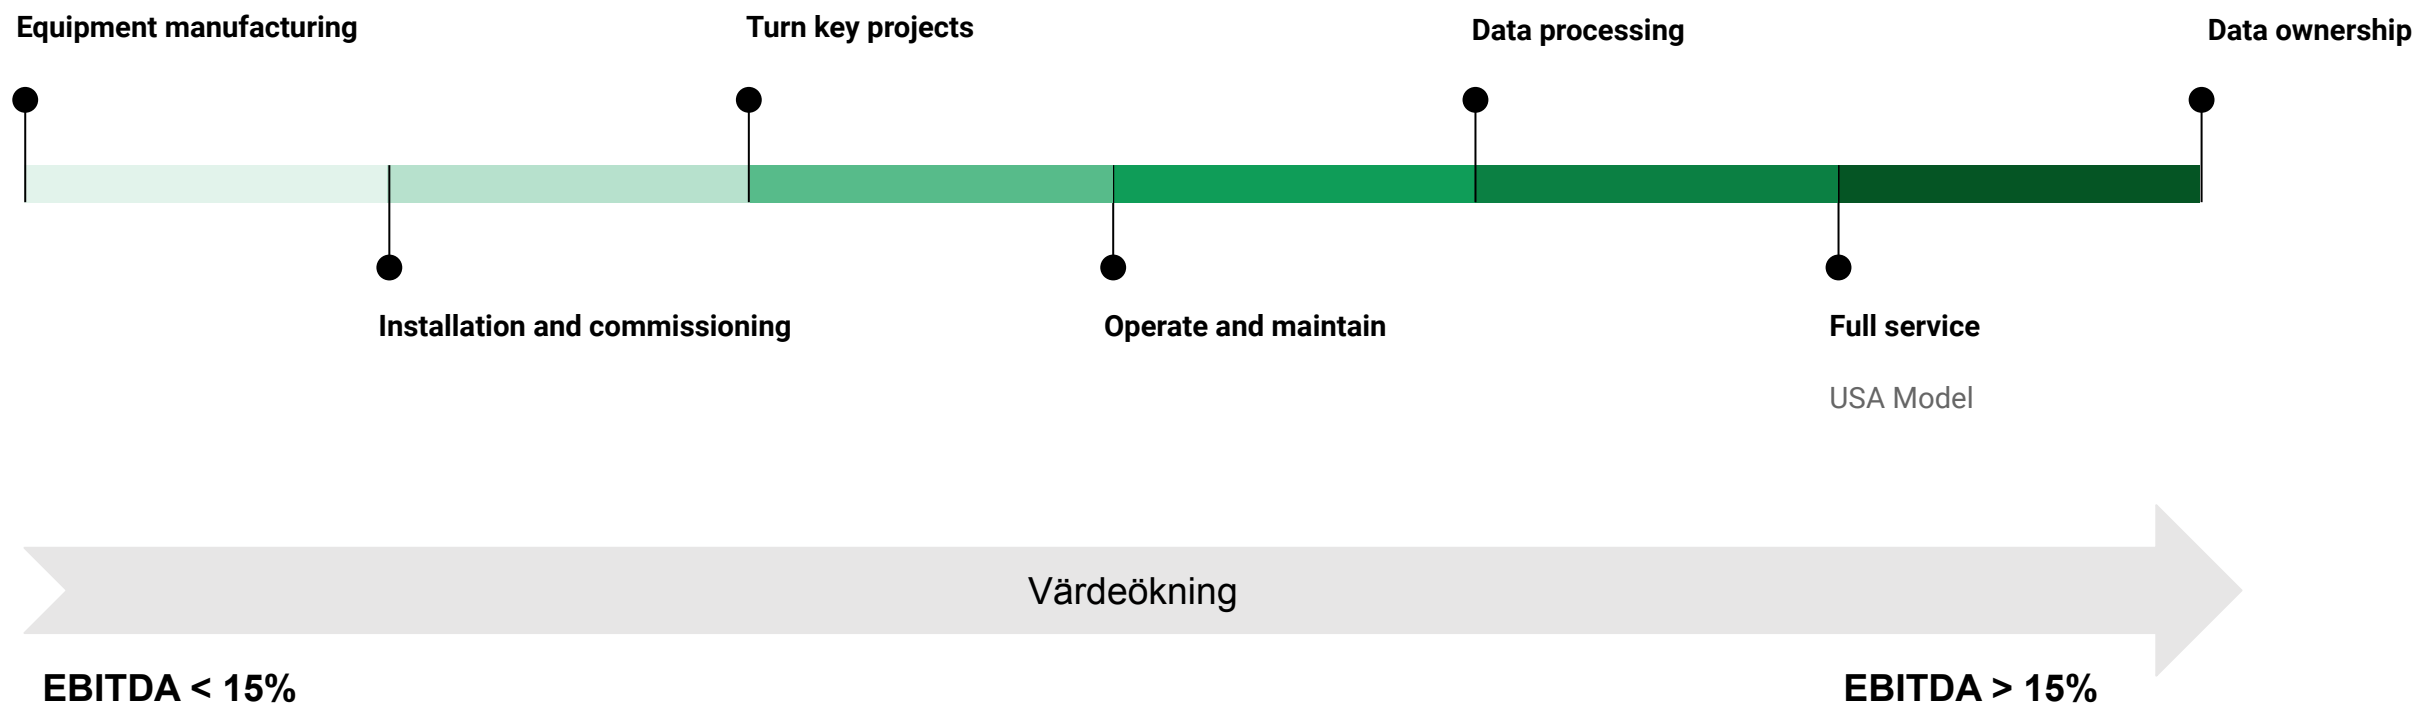 Equipment manufacturing
Turn key projects
Data processing
Data ownership
Installation and commissioning
Operate and maintain
Full service
USA Model
Värdeökning
EBITDA < 15%
EBITDA > 15%